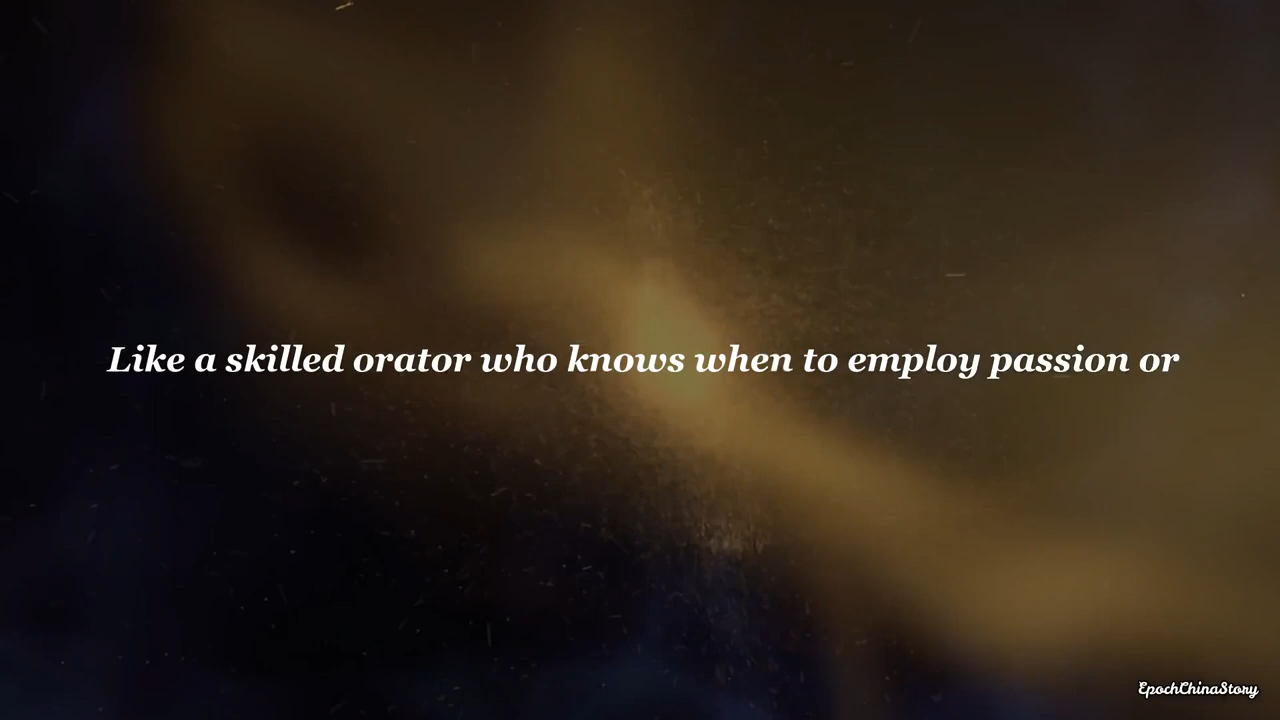 Like a skilled orator who knows when to employ passion or
EpochChinaStory